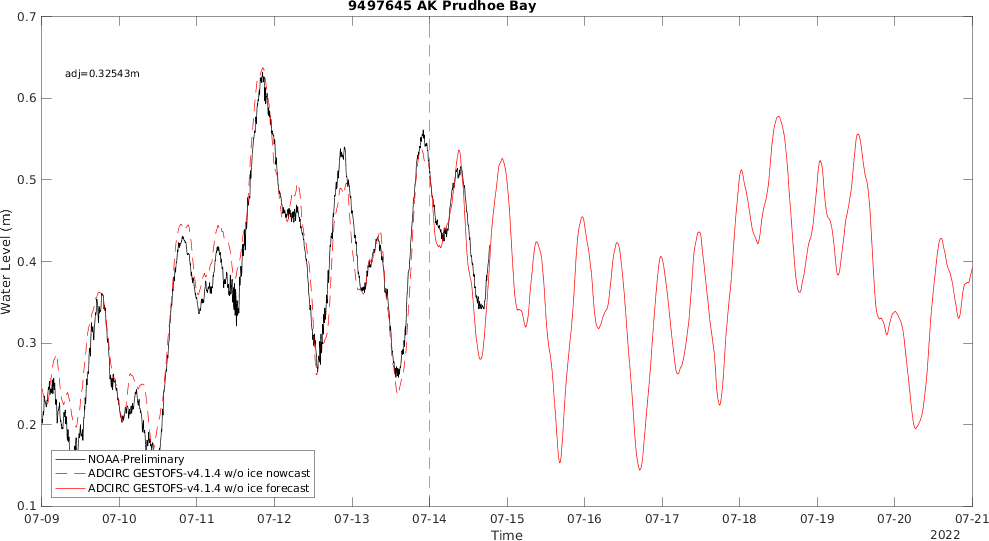 9497645 AK Prudhoe Bay
0.7
adj=0.32543m
0.6
0.5
0.4
0.3
0.2
0.1
Water Level (m)
NOAA-Preliminary
ADCIRC GESTOFS-v4.1.4 w/o ice nowcast
ADCIRC GESTOFS-v4.1.4 w/o ice forecast
07-09 07-10 07-11 07-12 07-13 07-14 07-15 07-16 07-17 07-18 07-19 07-20 07-21
Time
2022